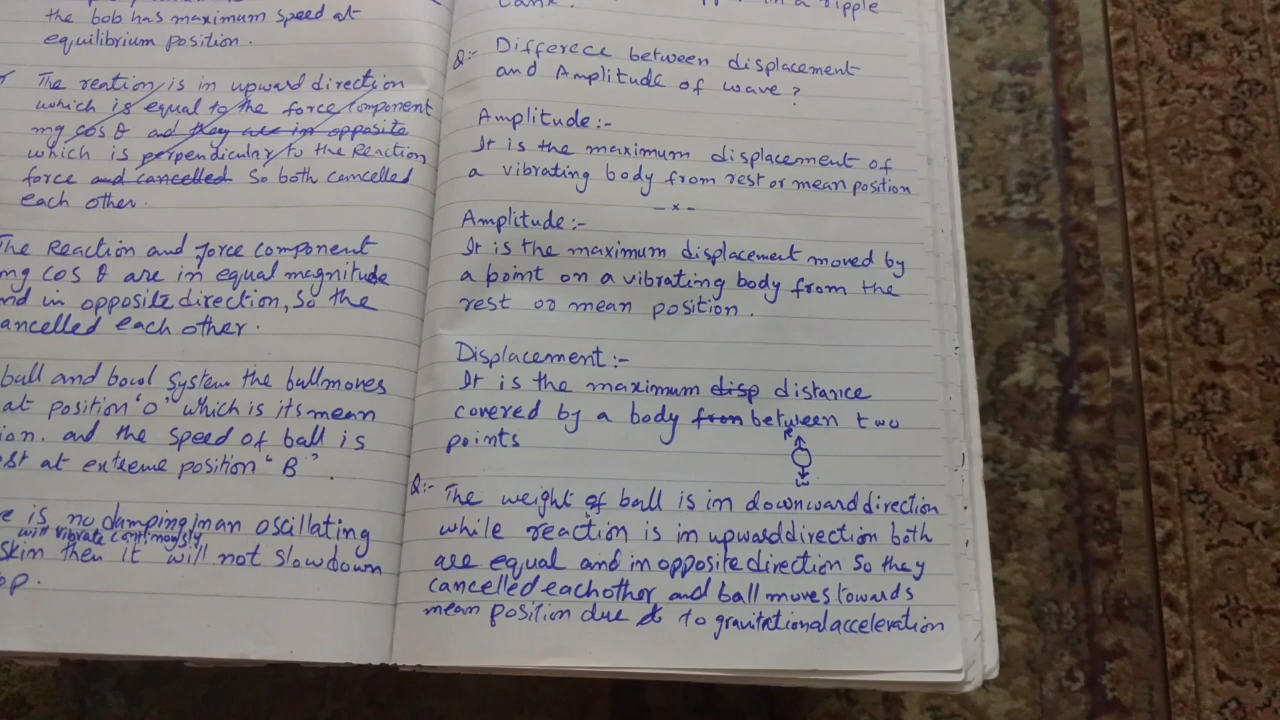 the bob has maximum speed at
equilibrium position.
The reation is in upward direction
which is equal to the force component
mg cos θ and they are in opposite
which is perpendicular to the Reaction
force and cancelled so both cancelled
each other.
The Reaction and force component
mg cos θ are in equal magnitude
nd in opposite direction, so the
ancelled each other.
ball and bowl system the ball moves
at position "o" which is its mean
ion. and the speed of ball is
st at extreme position "B".
e is no damping in an oscillating
will vibrate continously
skin then it will not slow down
op.
in a ripple
Q:- Differece between displacement
and Amplitude of wave?
Amplitude:-
It is the maximum displacement of
a vibrating body from rest or mean position
-x-
Amplitude:-
It is the maximum displacement moved by
a point on a vibrating body from the
rest or mean position.
Displacement:-
It is the maximum disp distance
covered by a body from between two
points
R
w
Q:- The weight of ball is in downward direction
while reaction is in upward direction both
are equal and in opposite direction so they
cancelled each other and ball moves towards
mean position due to gravitational acceleration